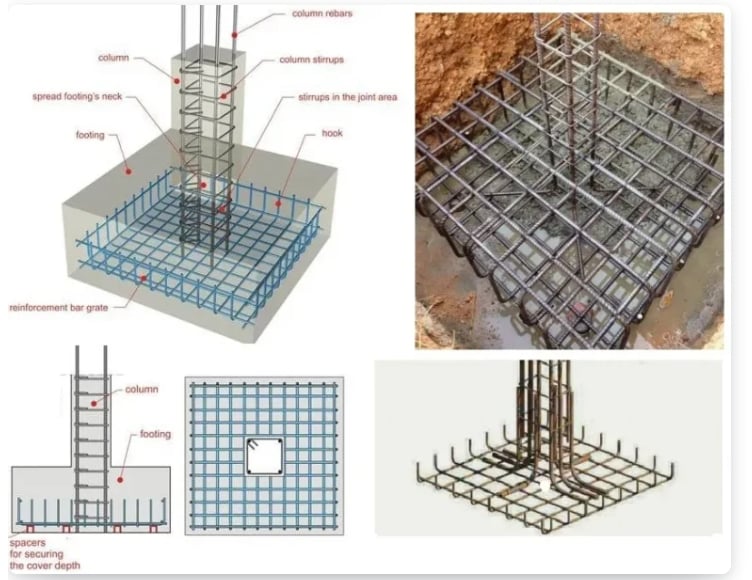 column rebars
column
column stirrups
spread footing's neck
stirrups in the joint area
footing
hook
reinforcement bar grate
column
footing
spacers
for securing
the cover depth